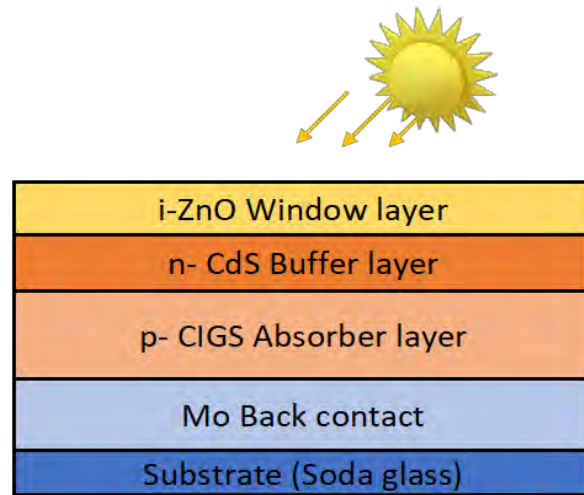 i-ZnO Window layer
n- CdS Buffer layer
p- CIGS Absorber layer
Mo Back contact
Substrate (Soda glass)